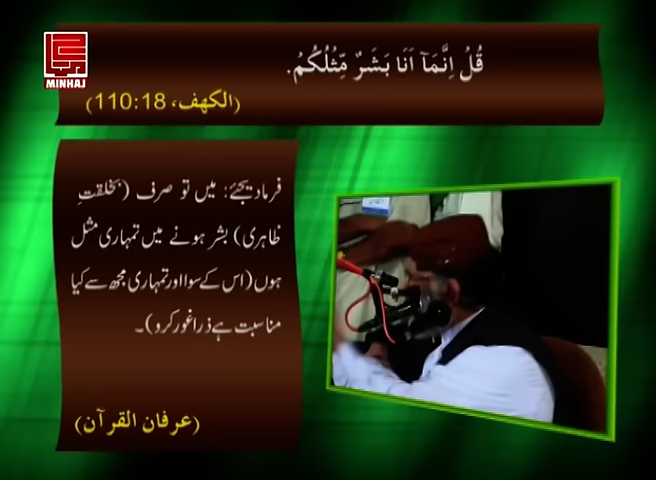 MINHAJ
قُلْ اِنَّمَآ اَنَا بَشَرٌ مِّثْلُكُمْ.
(الکهف، 110:18)
فرما دیجئے: میں تو صرف (بخلقتِ
ظاہری) بشر ہونے میں تمہاری مثل
ہوں (اس کے سوا اور تمہاری مجھ سے کیا
مناسبت ہے ذرا غور کرو)۔
(عرفان القرآن)